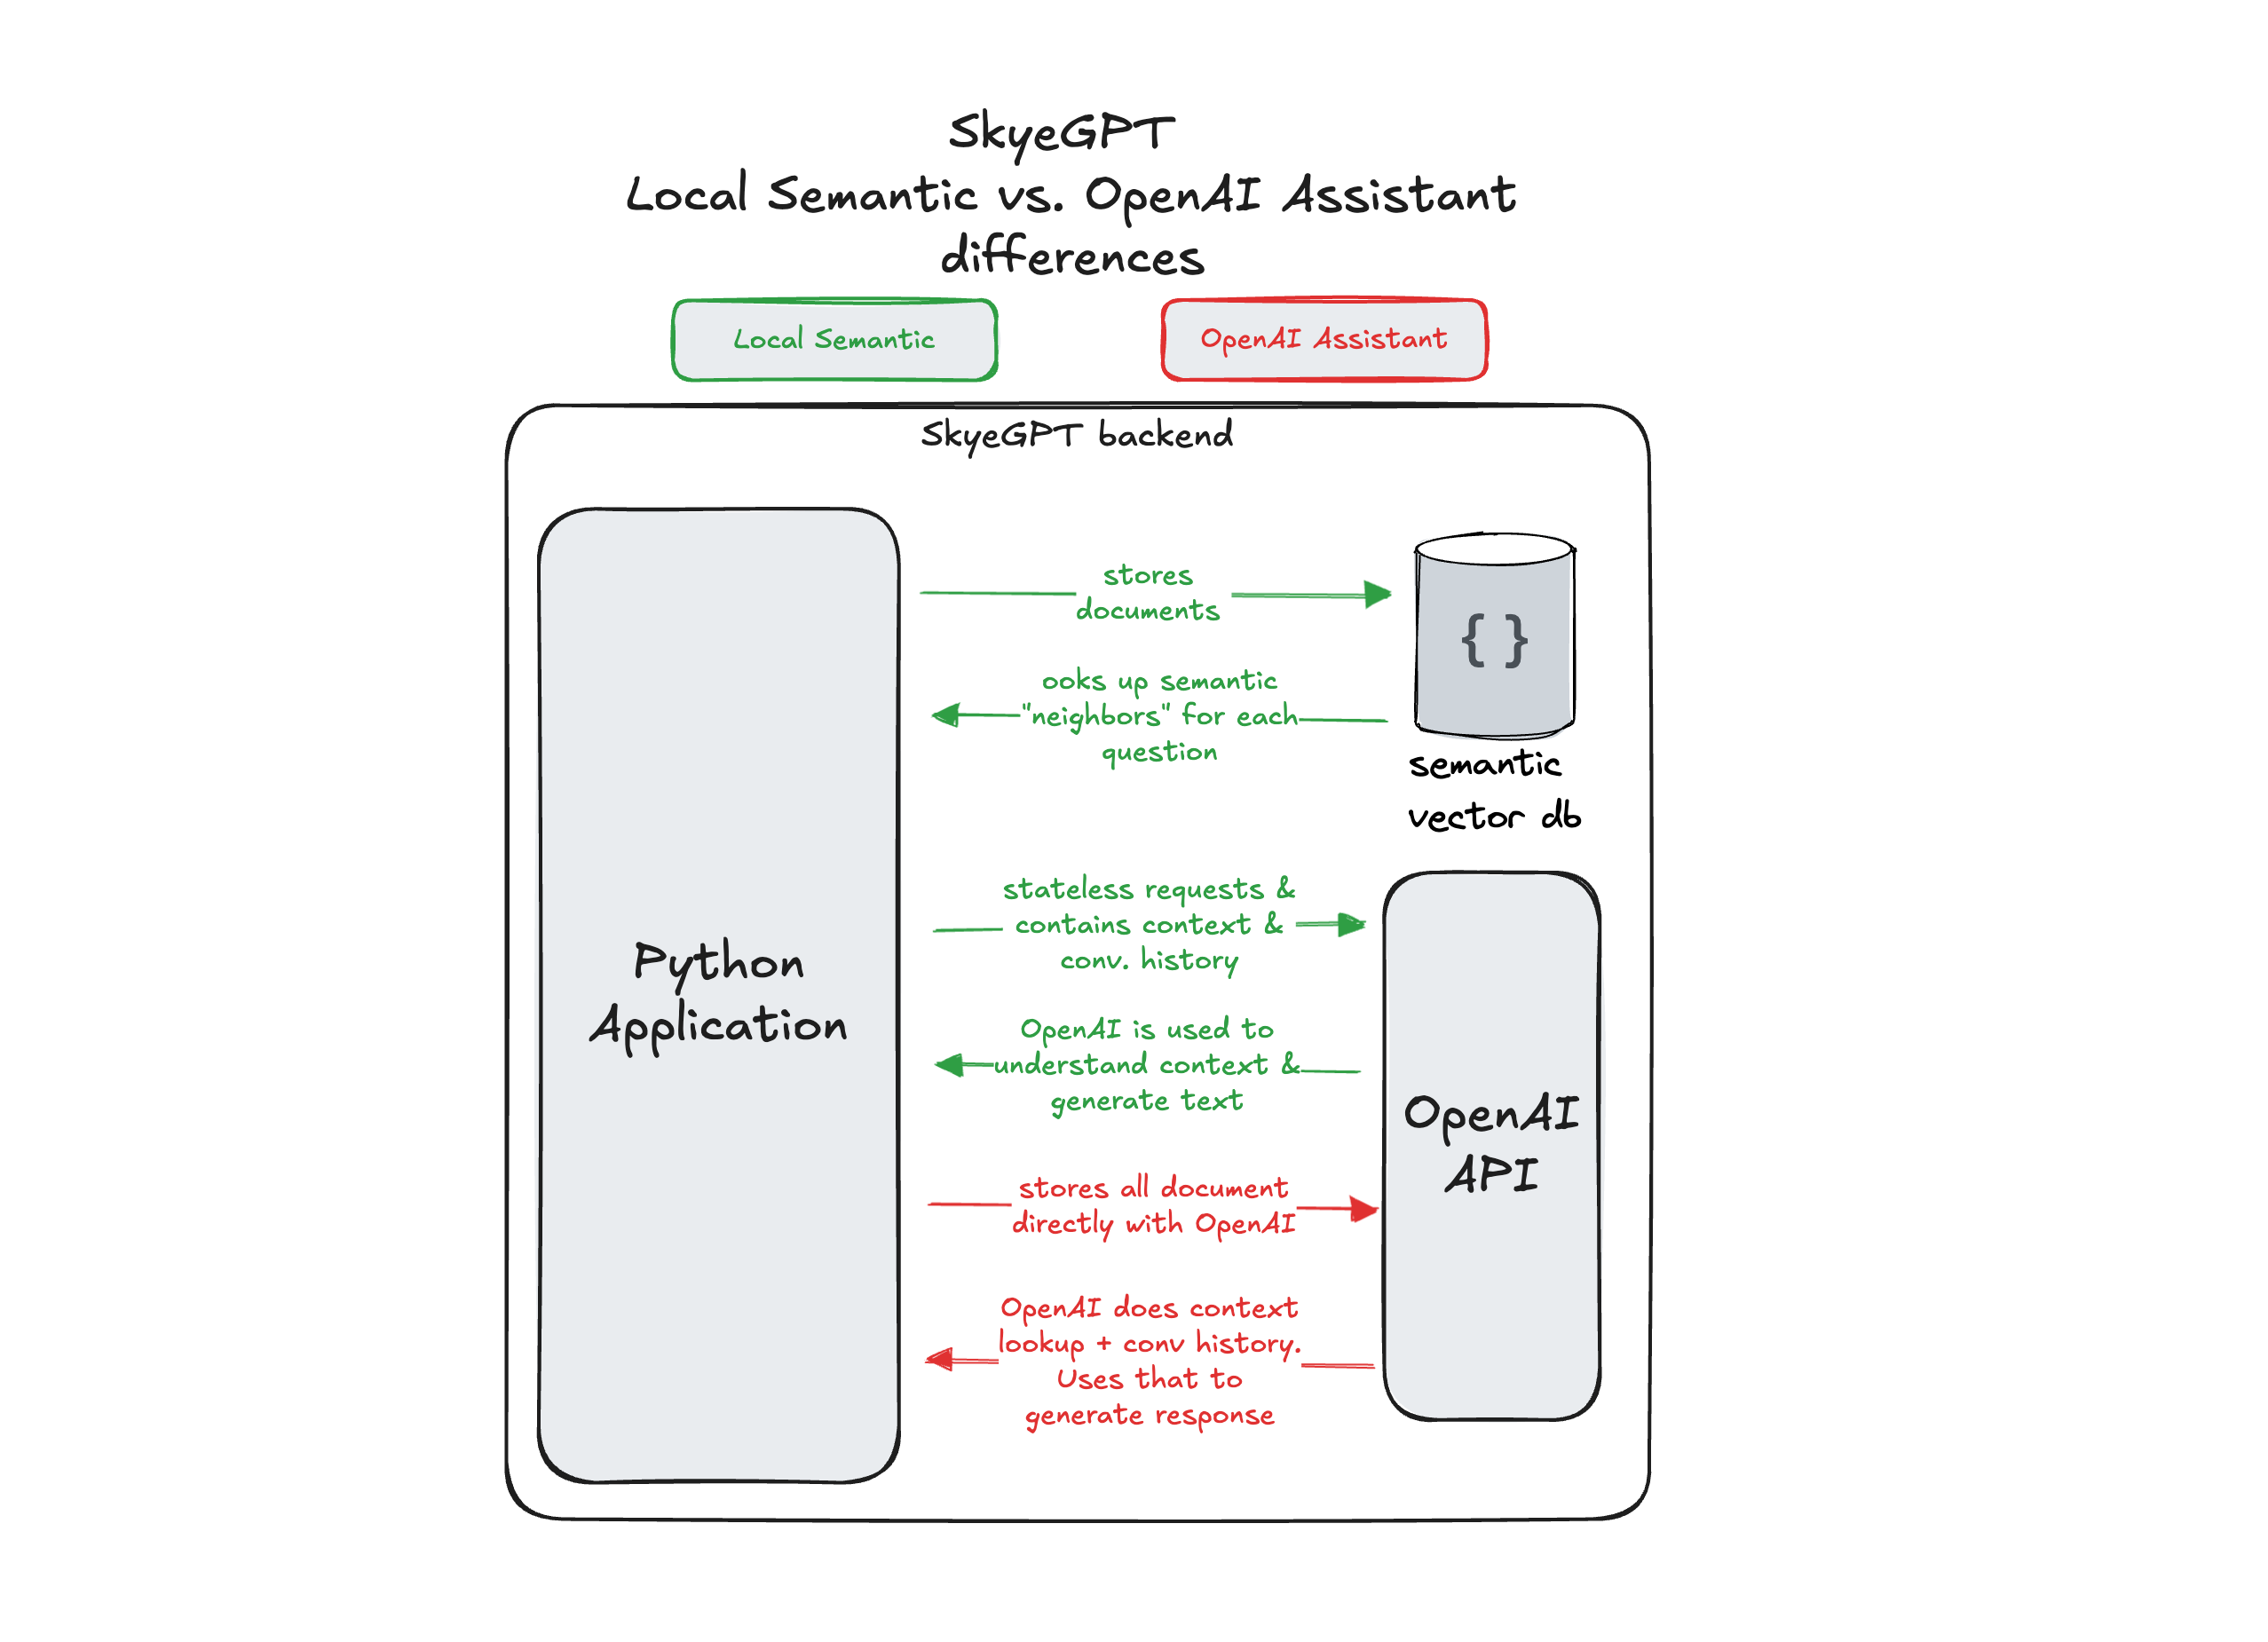 SkyeGPT
Local Semantic vs. OpenAI Assistant
differences
Local Semantic
OpenAI Assistant
SkyeGPT backend
stores
documents
{ }
ooks up semantic
"neighbors" for each
question
semantic
vector db
stateless requests &
contains context &
conv. history
Python
Application
OpenAI is used to
understand context &
generate text
OpenAI
API
stores all document
directly with OpenAI
OpenAI does context
lookup + conv history.
Uses that to
generate response